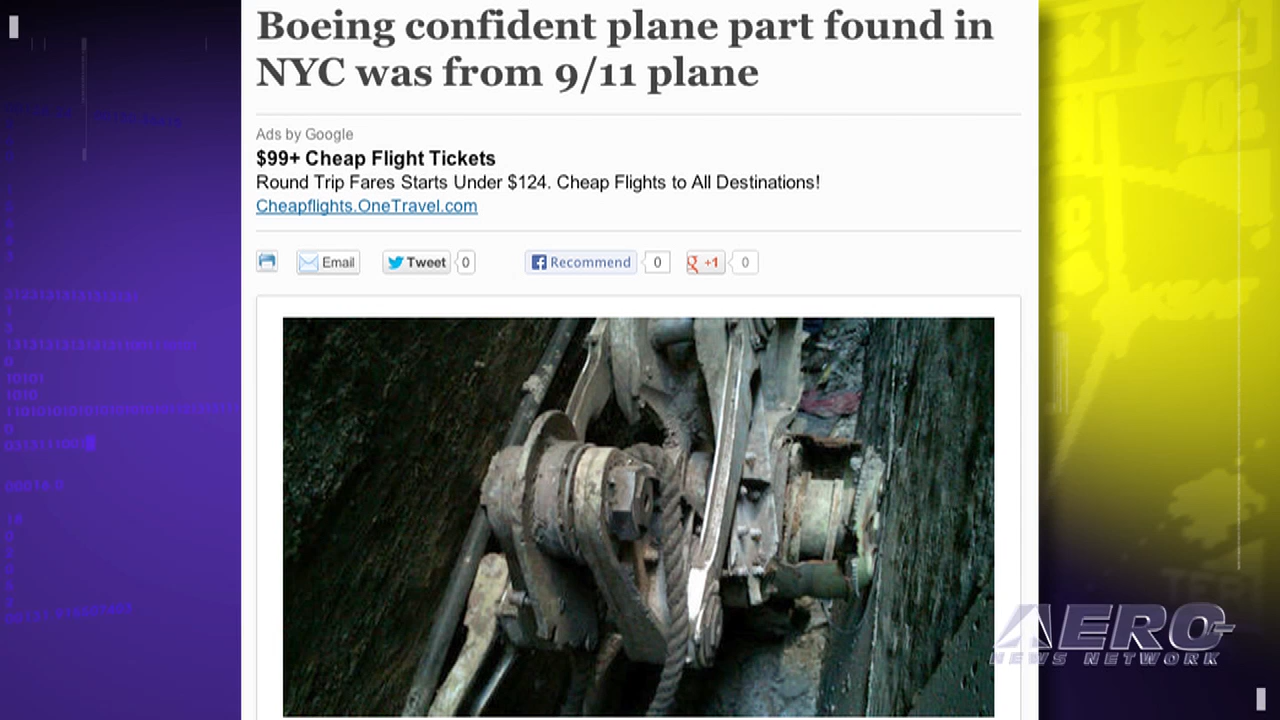 Boeing confident plane part found in
NYC was from 9/11 plane
Ads by Google
$99+ Cheap Flight Tickets
Round Trip Fares Starts Under $124. Cheap Flights to All Destinations!
Cheapflights.OneTravel.com
Email
Tweet
0
Recommend
0
+1
0
AERO
NEWS NETWORK